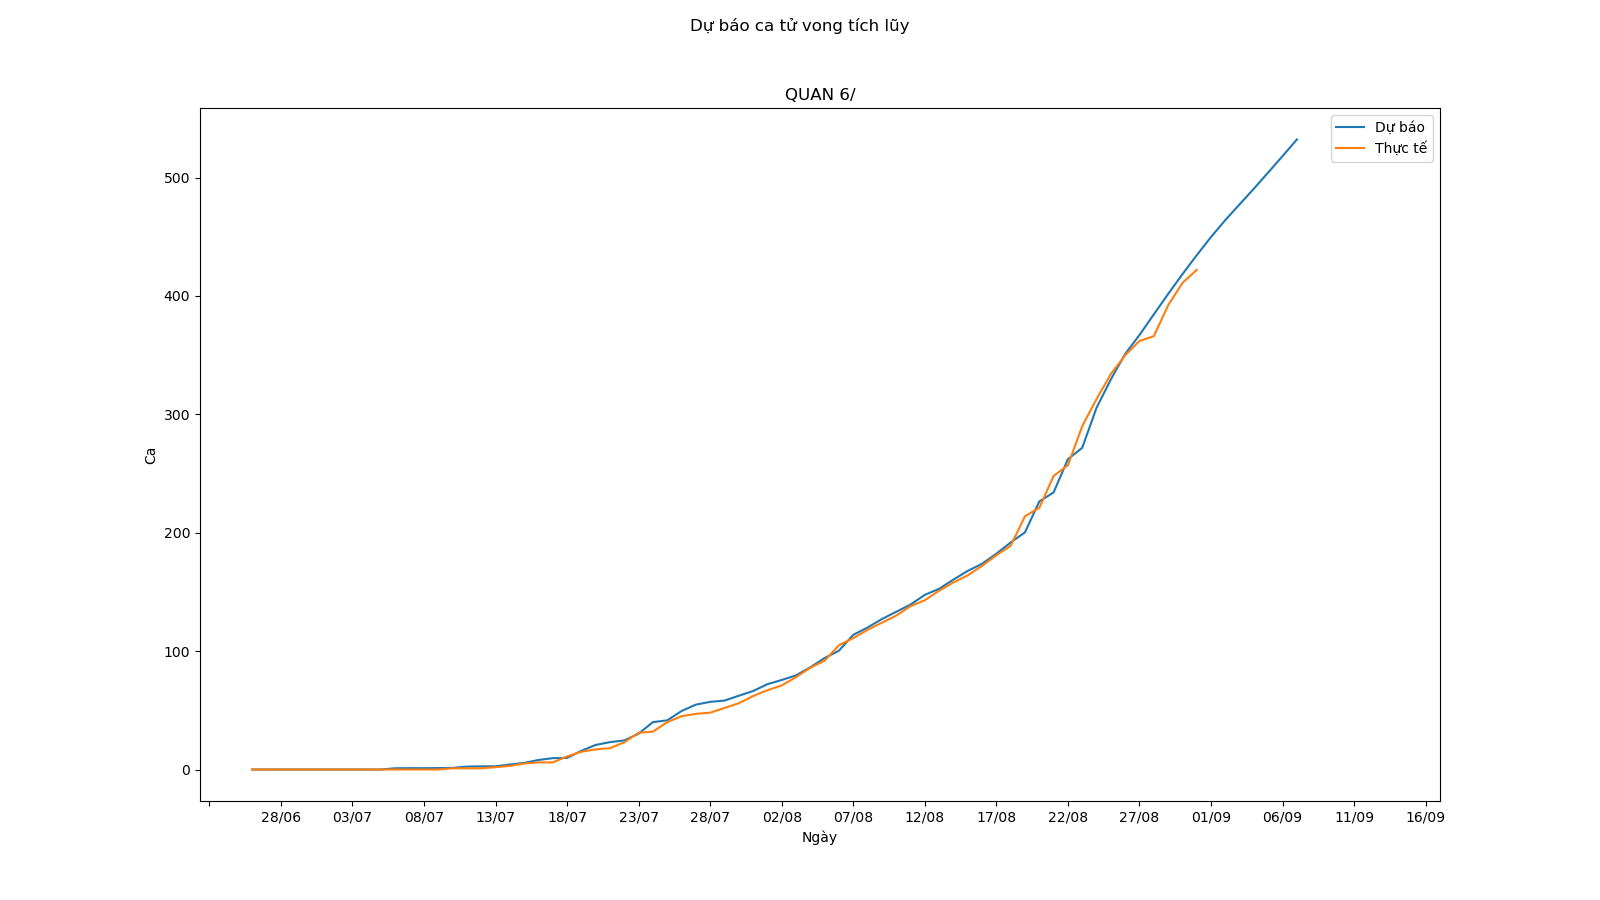 Dự báo ca tử vong tích lũy
QUAN 6/
Dự báo
Thực tế
500
400
300
200
100
0
Ca
28/06 03/07 08/07 13/07 18/07 23/07 28/07 02/08 07/08 12/08 17/08 22/08 27/08 01/09 06/09 11/09 16/09
Ngày